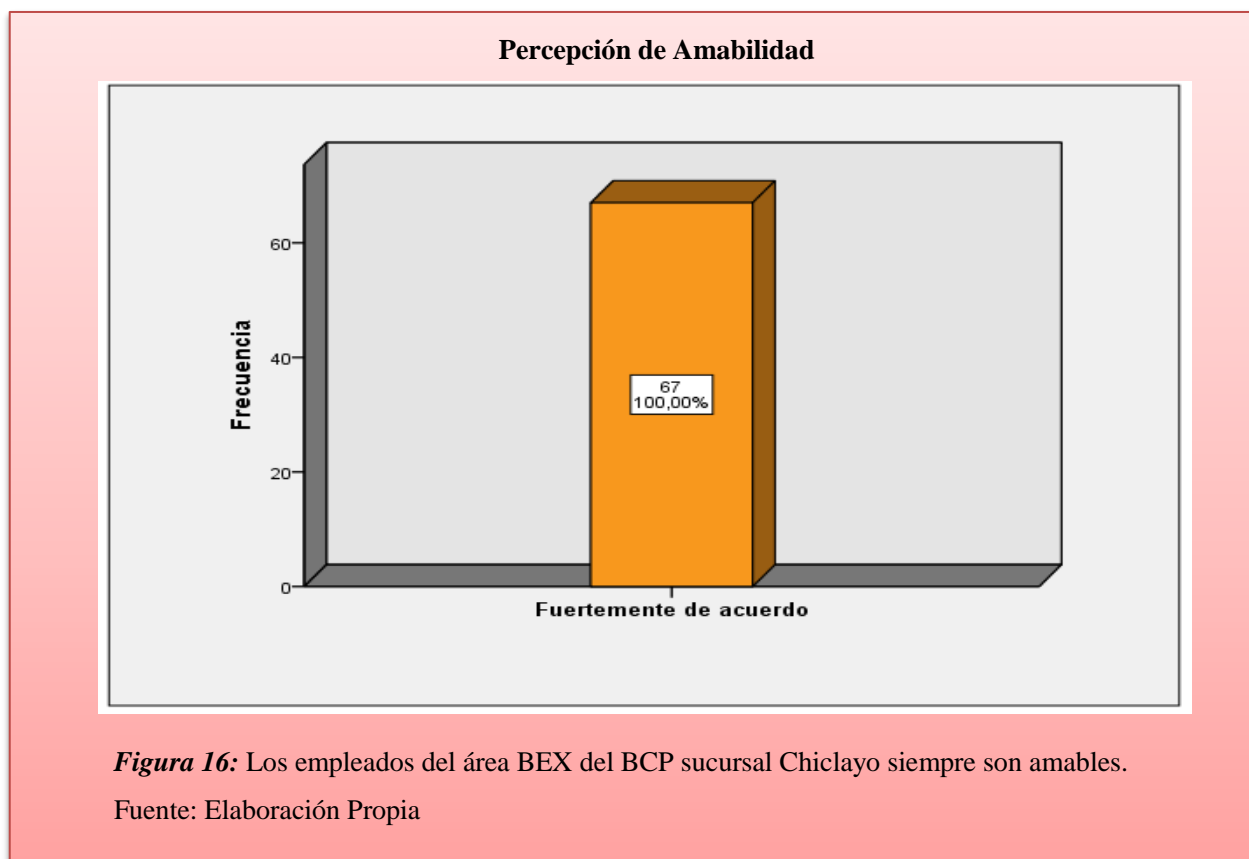 Percepción de Amabilidad
Frecuencia
60
40
20
0
67
100,00%
Fuertemente de acuerdo
Figura 16: Los empleados del área BEX del BCP sucursal Chiclayo siempre son amables.
Fuente: Elaboración Propia